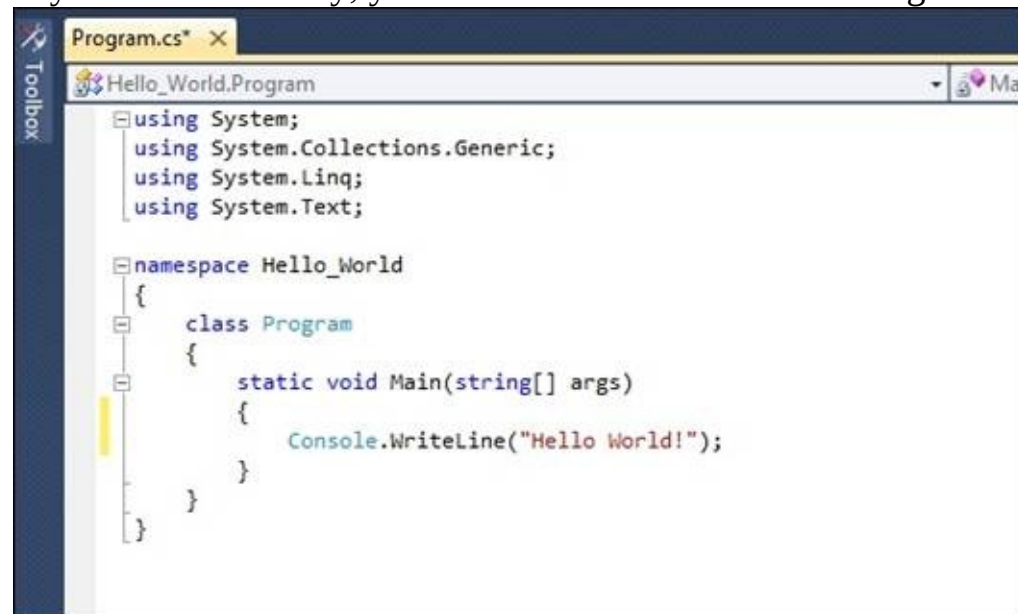 Program.cs*
Toolbox
Hello_World.Program
Ma
using System;
using System.Collections.Generic;
using System.Linq;
using System.Text;
namespace Hello_World
{
class Program
{
static void Main(string[] args)
{
Console.WriteLine("Hello World!");
}
}
}